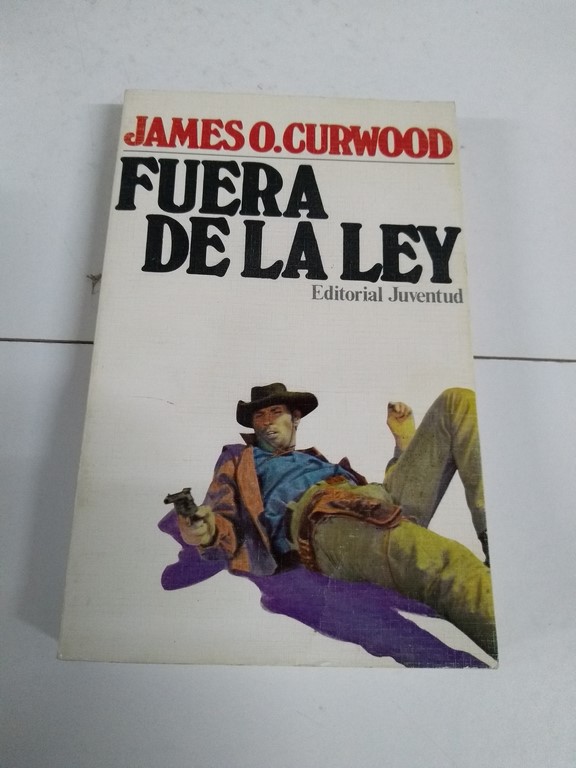 JAMES O. CURWOOD
FUERA
DE LA LEY
Editorial Juventud